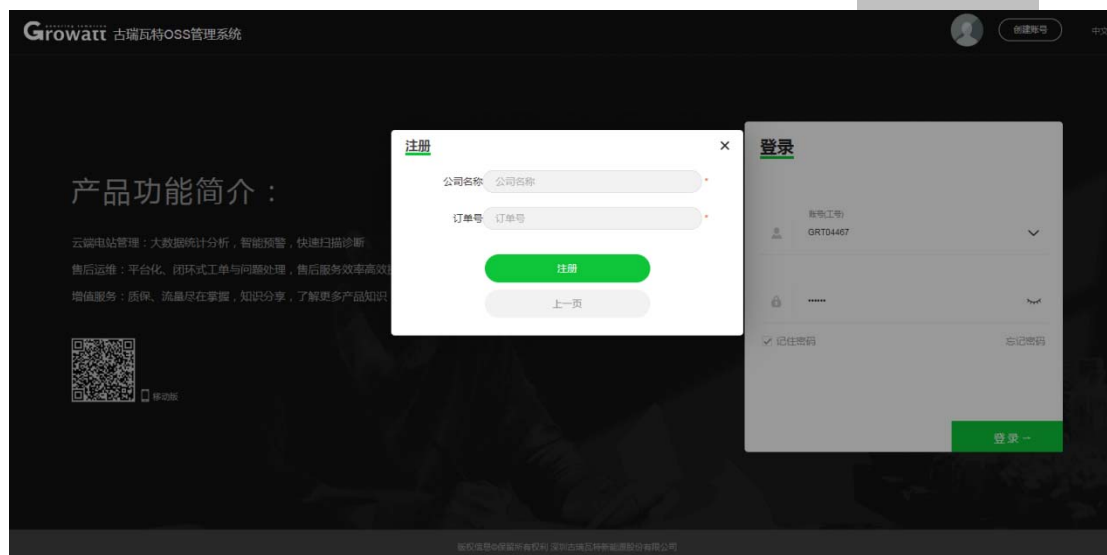 Growatt 古瑞瓦特OSS管理系统
创建账号
中文
注册
×
公司名称 公司名称 *
订单号 订单号 *
注册
上一页
产品功能简介：
云端电站管理：大数据统计分析，智能预警，快速扫描诊断
售后运维：平台化、闭环式工单与问题处理，售后服务效率高效
增值服务：质保、流量尽在掌握，知识分享，了解更多产品知识
移动版
登录
账号(工号)
GRT04467
••••••
记住密码
忘记密码
登录
版权信息©保留所有权利 深圳古瑞瓦特新能源股份有限公司